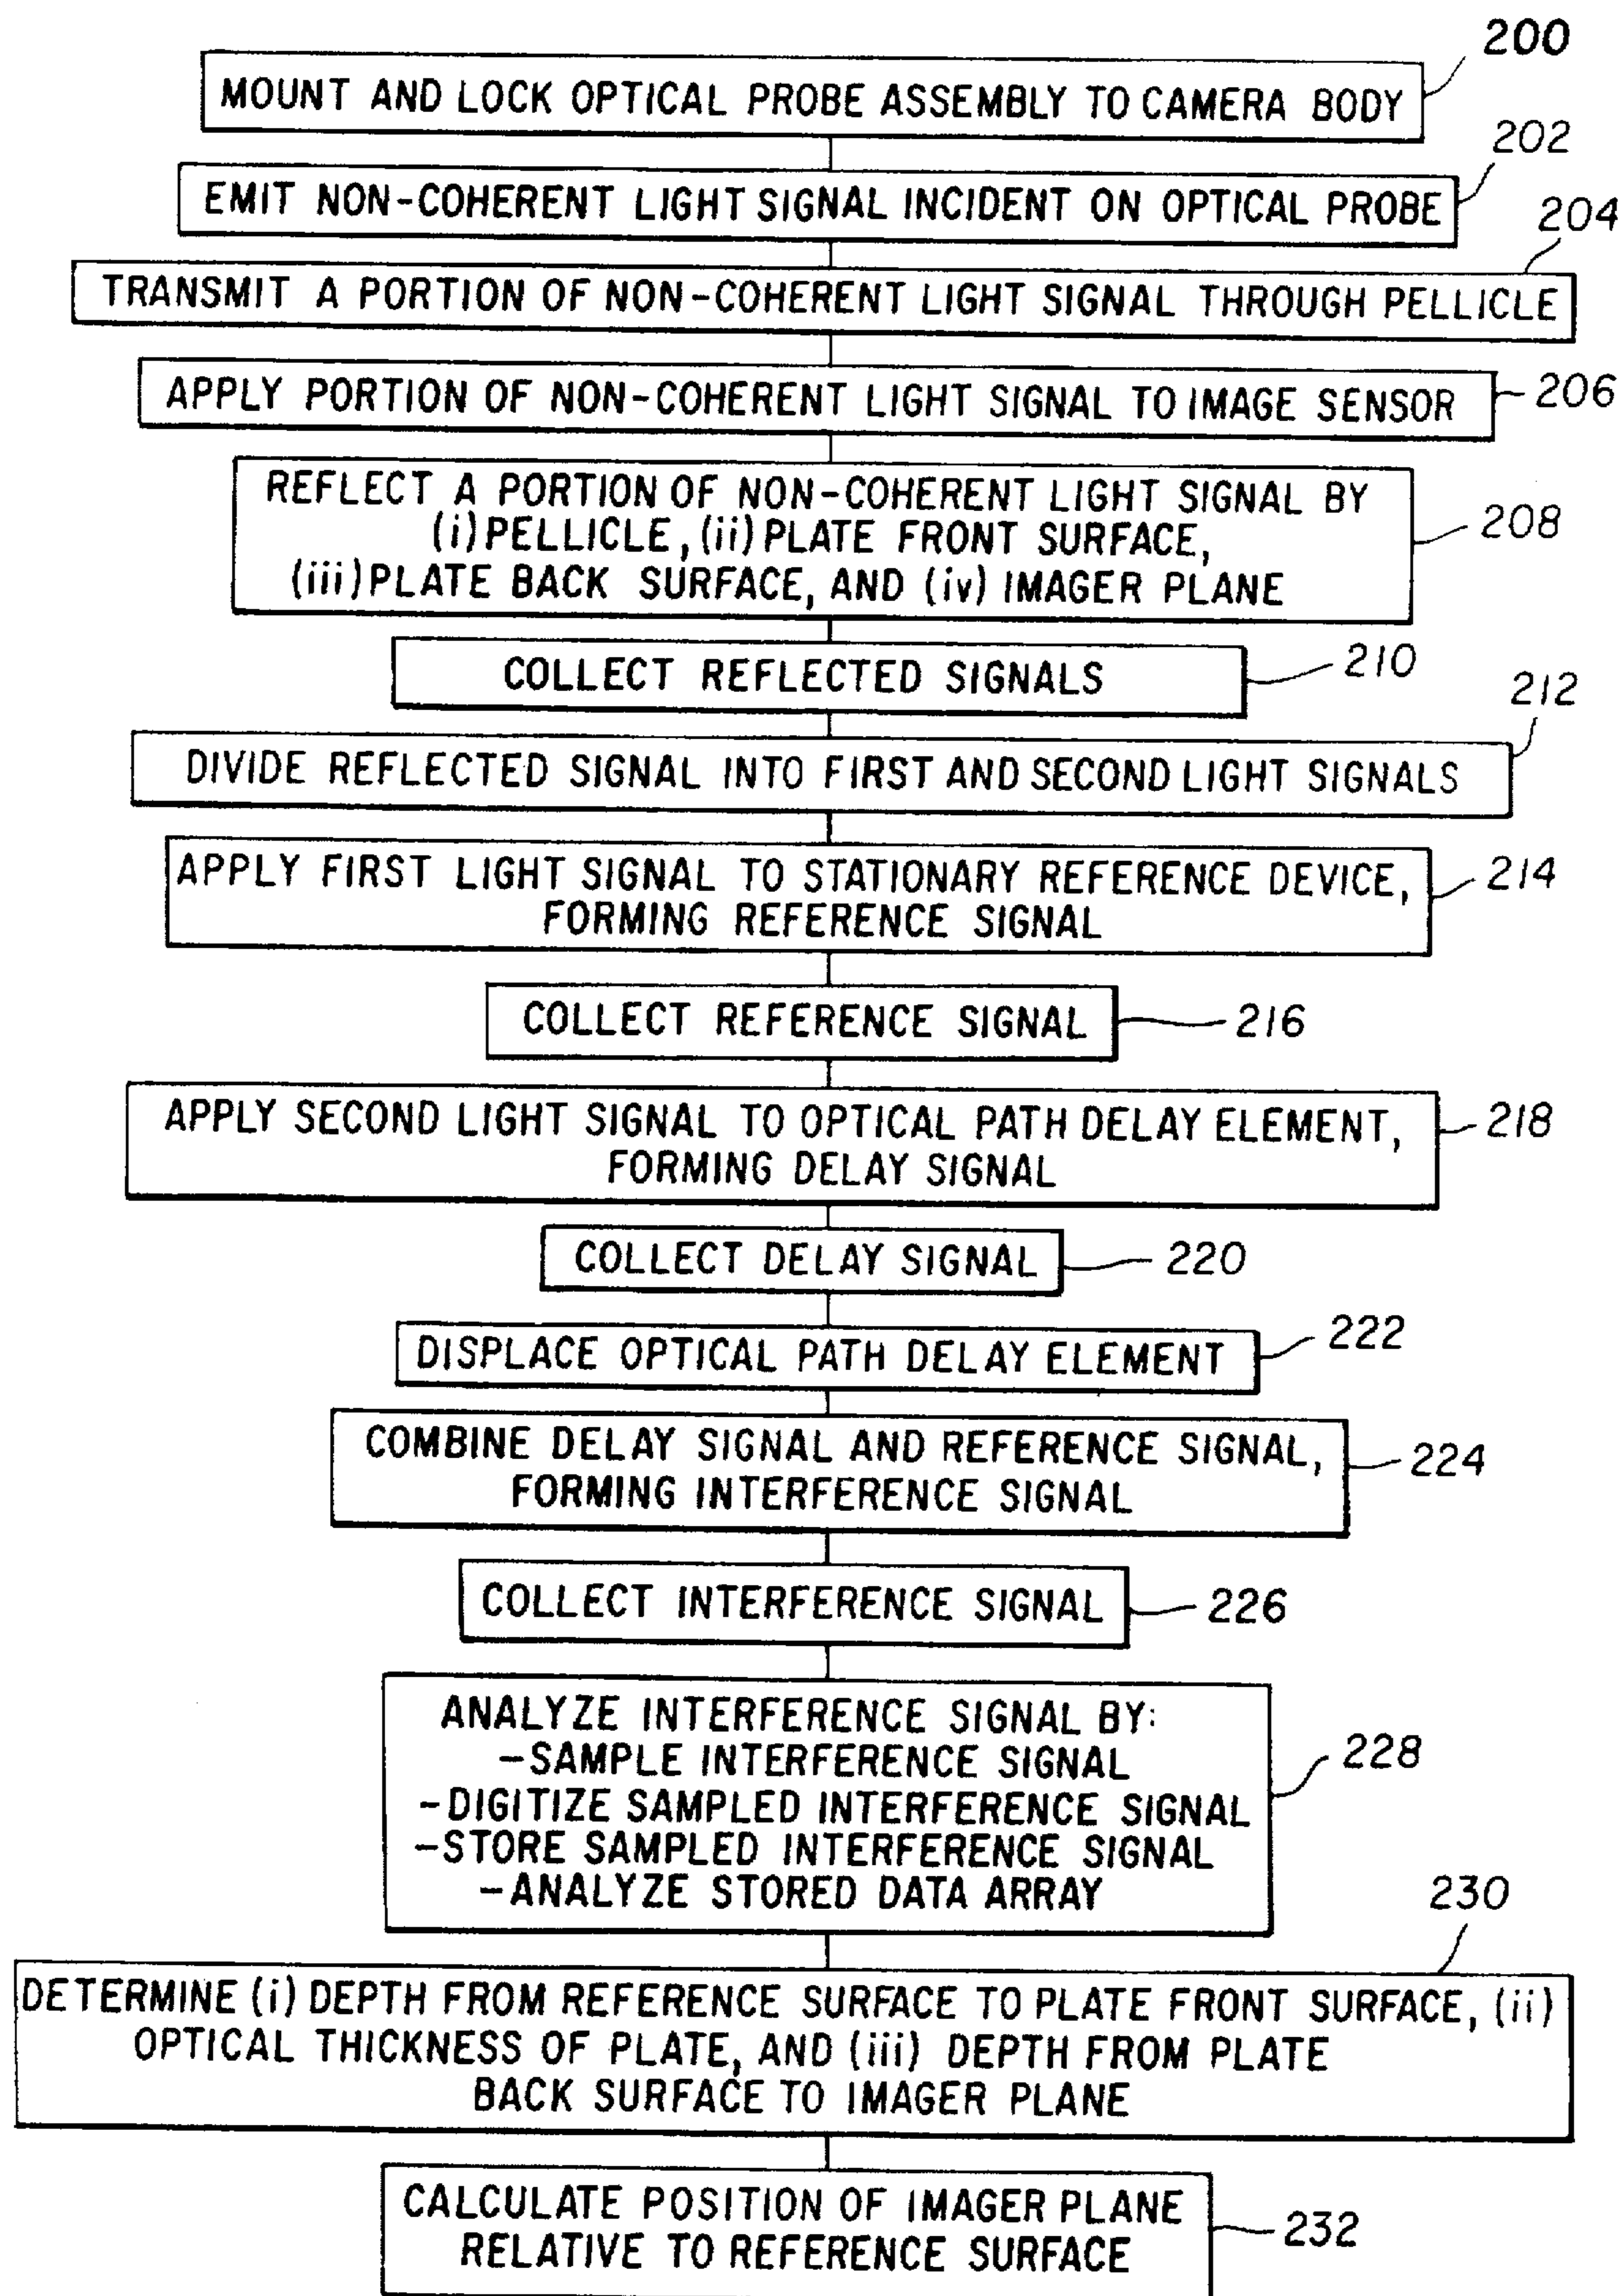 200
MOUNT AND LOCK OPTICAL PROBE ASSEMBLY TO CAMERA BODY
202
EMIT NON-COHERENT LIGHT SIGNAL INCIDENT ON OPTICAL PROBE
204
TRANSMIT A PORTION OF NON-COHERENT LIGHT SIGNAL THROUGH PELLICLE
APPLY PORTION OF NON-COHERENT LIGHT SIGNAL TO IMAGE SENSOR
206
REFLECT A PORTION OF NON-COHERENT LIGHT SIGNAL BY
(i) PELLICLE, (ii) PLATE FRONT SURFACE,
(iii) PLATE BACK SURFACE, AND (iv) IMAGER PLANE
208
COLLECT REFLECTED SIGNALS
210
212
DIVIDE REFLECTED SIGNAL INTO FIRST AND SECOND LIGHT SIGNALS
APPLY FIRST LIGHT SIGNAL TO STATIONARY REFERENCE DEVICE,
FORMING REFERENCE SIGNAL
214
COLLECT REFERENCE SIGNAL
216
APPLY SECOND LIGHT SIGNAL TO OPTICAL PATH DELAY ELEMENT,
FORMING DELAY SIGNAL
218
COLLECT DELAY SIGNAL
220
DISPLACE OPTICAL PATH DELAY ELEMENT
222
COMBINE DELAY SIGNAL AND REFERENCE SIGNAL,
FORMING INTERFERENCE SIGNAL
224
COLLECT INTERFERENCE SIGNAL
226
ANALYZE INTERFERENCE SIGNAL BY:
-SAMPLE INTERFERENCE SIGNAL
-DIGITIZE SAMPLED INTERFERENCE SIGNAL
-STORE SAMPLED INTERFERENCE SIGNAL
-ANALYZE STORED DATA ARRAY
228
230
DETERMINE (i) DEPTH FROM REFERENCE SURFACE TO PLATE FRONT SURFACE, (ii)
OPTICAL THICKNESS OF PLATE, AND (iii) DEPTH FROM PLATE
BACK SURFACE TO IMAGER PLANE
CALCULATE POSITION OF IMAGER PLANE
RELATIVE TO REFERENCE SURFACE
232